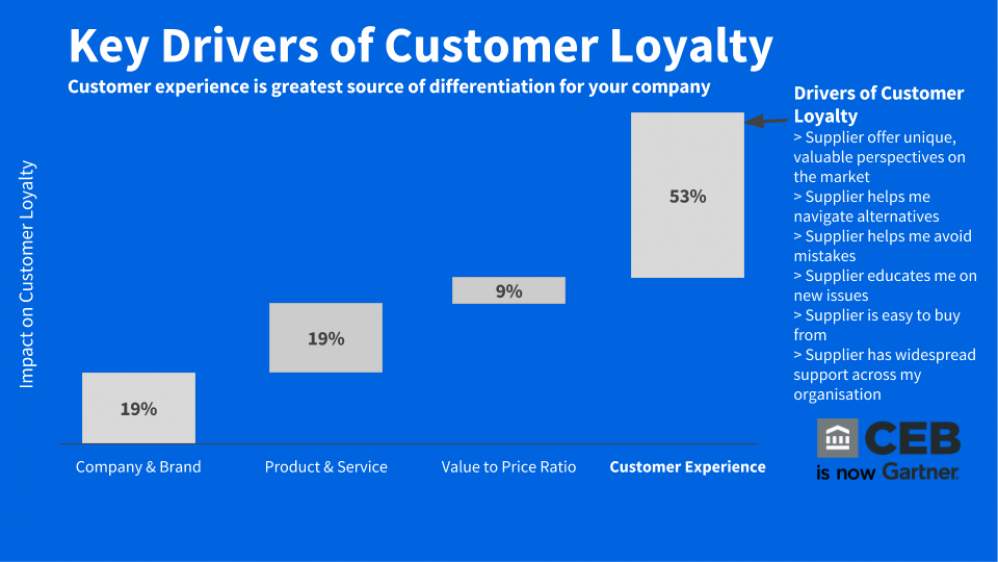 Key Drivers of Customer Loyalty
Customer experience is greatest source of differentiation for your company
Impact on Customer Loyalty
19%
19%
9%
53%
Company & Brand
Product & Service
Value to Price Ratio
Customer Experience
Drivers of Customer
Loyalty
> Supplier offer unique,
valuable perspectives on
the market
> Supplier helps me
navigate alternatives
> Supplier helps me avoid
mistakes
> Supplier educates me on
new issues
> Supplier is easy to buy
from
> Supplier has widespread
support across my
organisation
CEB
is now Gartner.